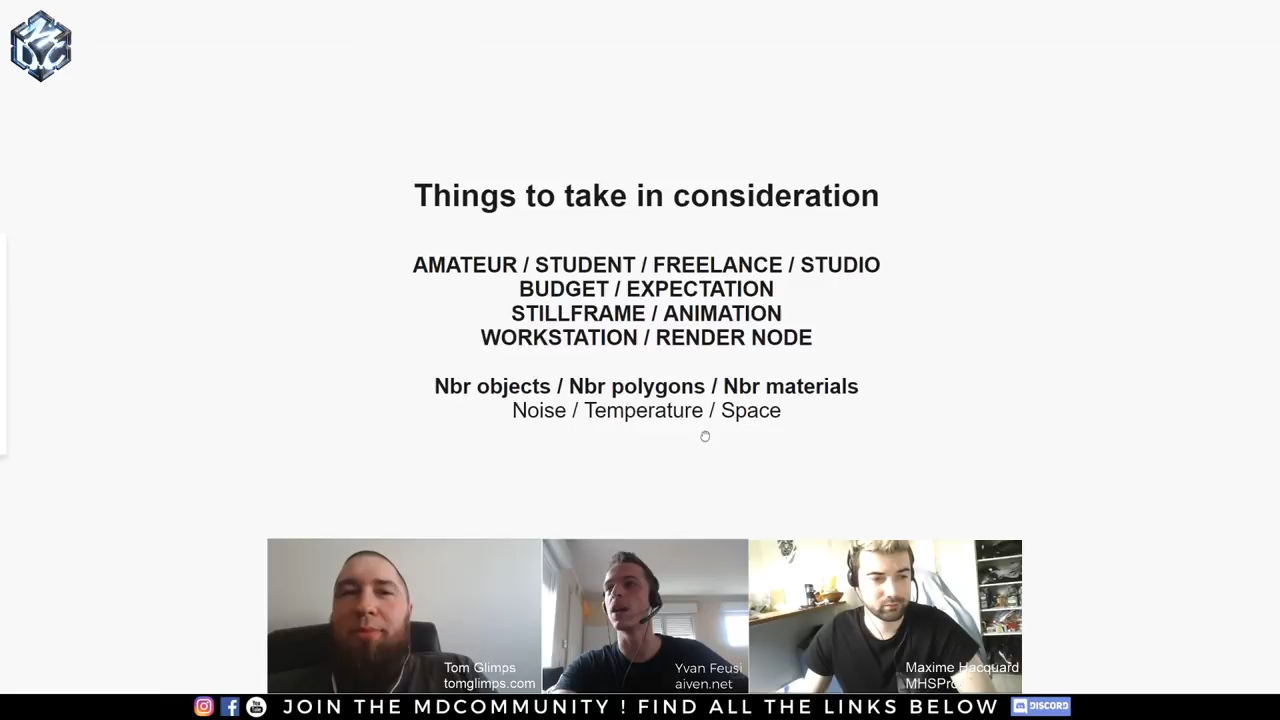 Things to take in consideration
AMATEUR / STUDENT / FREELANCE / STUDIO
BUDGET / EXPECTATION
STILLFRAME / ANIMATION
WORKSTATION / RENDER NODE
Nbr objects / Nbr polygons / Nbr materials
Noise / Temperature / Space
Tom Glimps
tomglimps.com
Yvan Feusi
aiven.net
Maxime Hacquard
JOIN THE MDCOMMUNITY ! FIND ALL THE LINKS BELOW
DISCORD